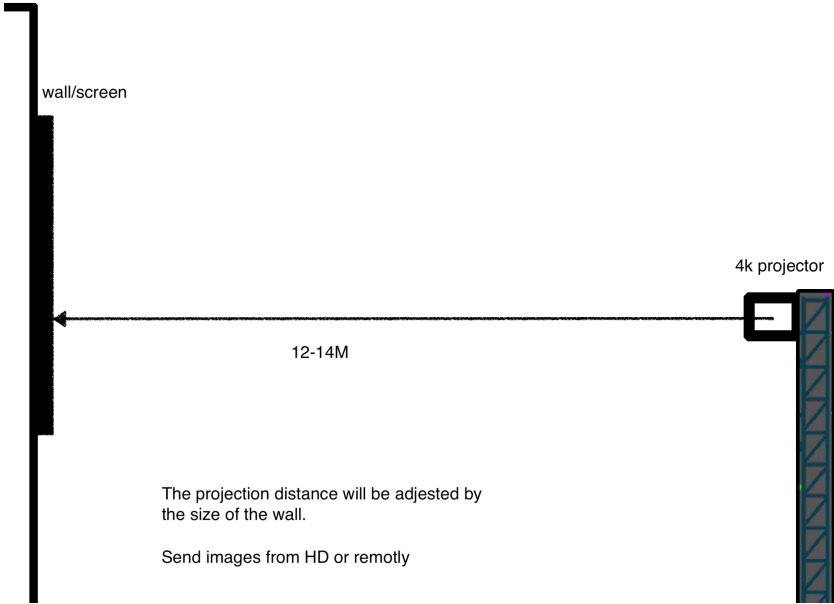 wall/screen
4k projector
12-14M
The projection distance will be adjested by
the size of the wall.
Send images from HD or remotly